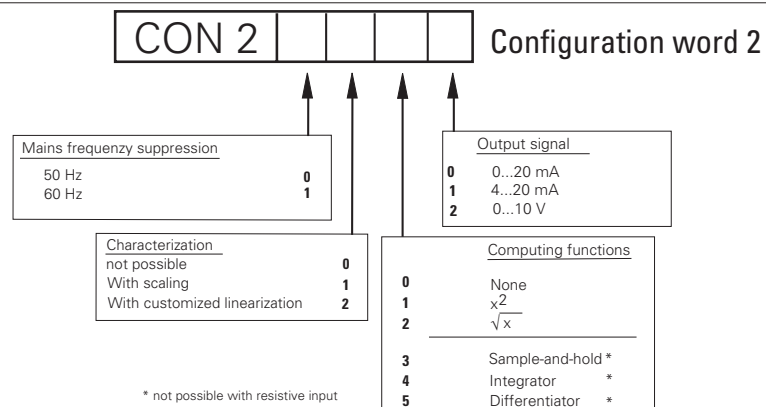 CON 2 Configuration word 2
Mains frequenzy suppression
50 Hz 0
60 Hz 1
Output signal
0 0...20 mA
1 4...20 mA
2 0...10 V
Characterization
not possible 0
With scaling 1
With customized linearization 2
Computing functions
0 None
1 x²
2 √x
3 Sample-and-hold *
4 Integrator *
5 Differentiator *
* not possible with resistive input